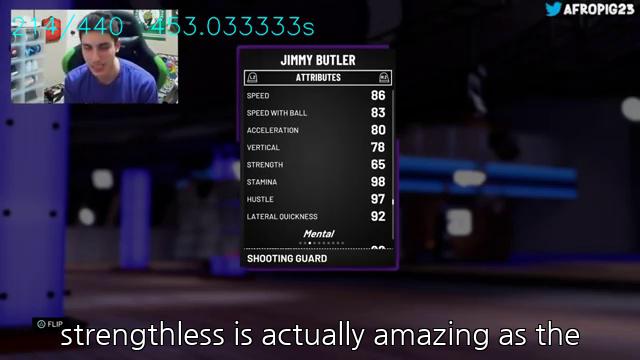 214/440 453.033333s
AFROPIG23
JIMMY BUTLER
ATTRIBUTES
SPEED 86
SPEED WITH BALL 83
ACCELERATION 80
VERTICAL 78
STRENGTH 65
STAMINA 98
HUSTLE 97
LATERAL QUICKNESS 92
Mental
SHOOTING GUARD
FLIP
strengthless is actually amazing as the